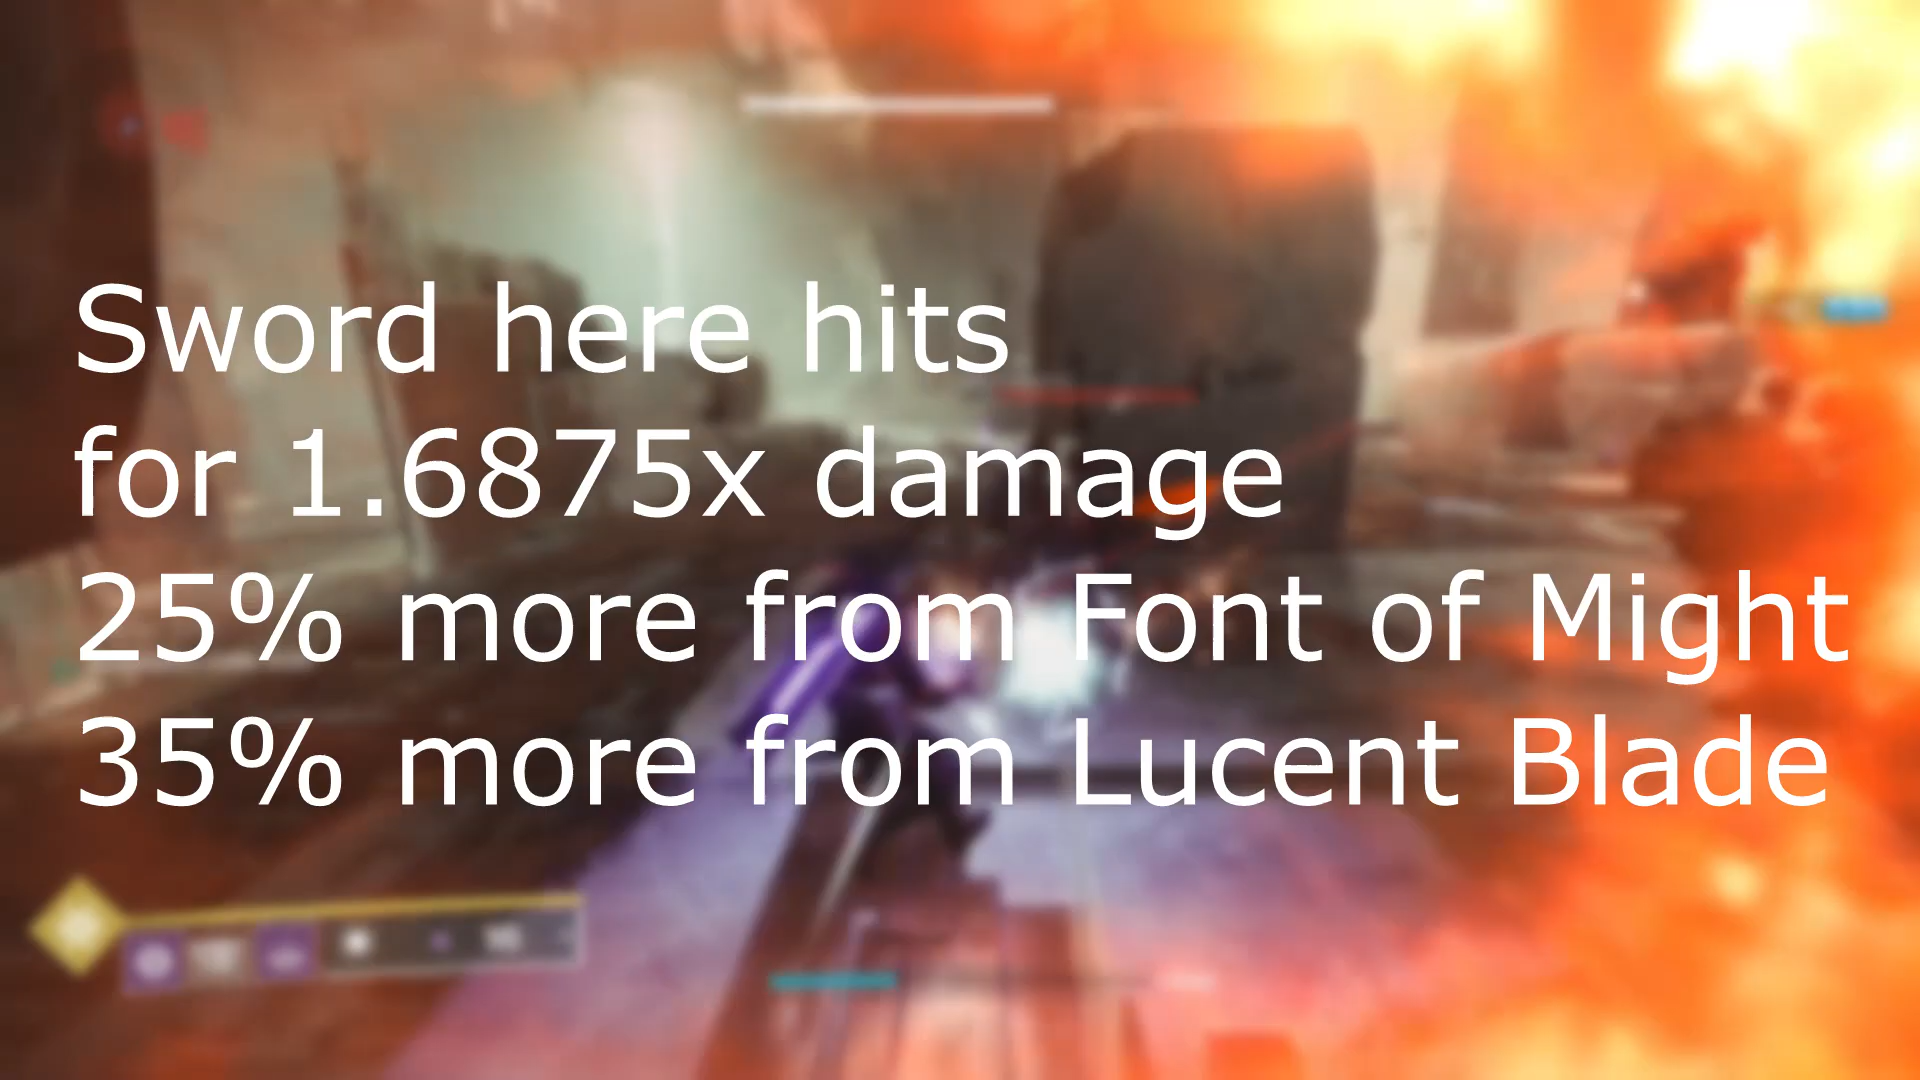 Sword here hits
for 1.6875x damage
25% more from Font of Might
35% more from Lucent Blade